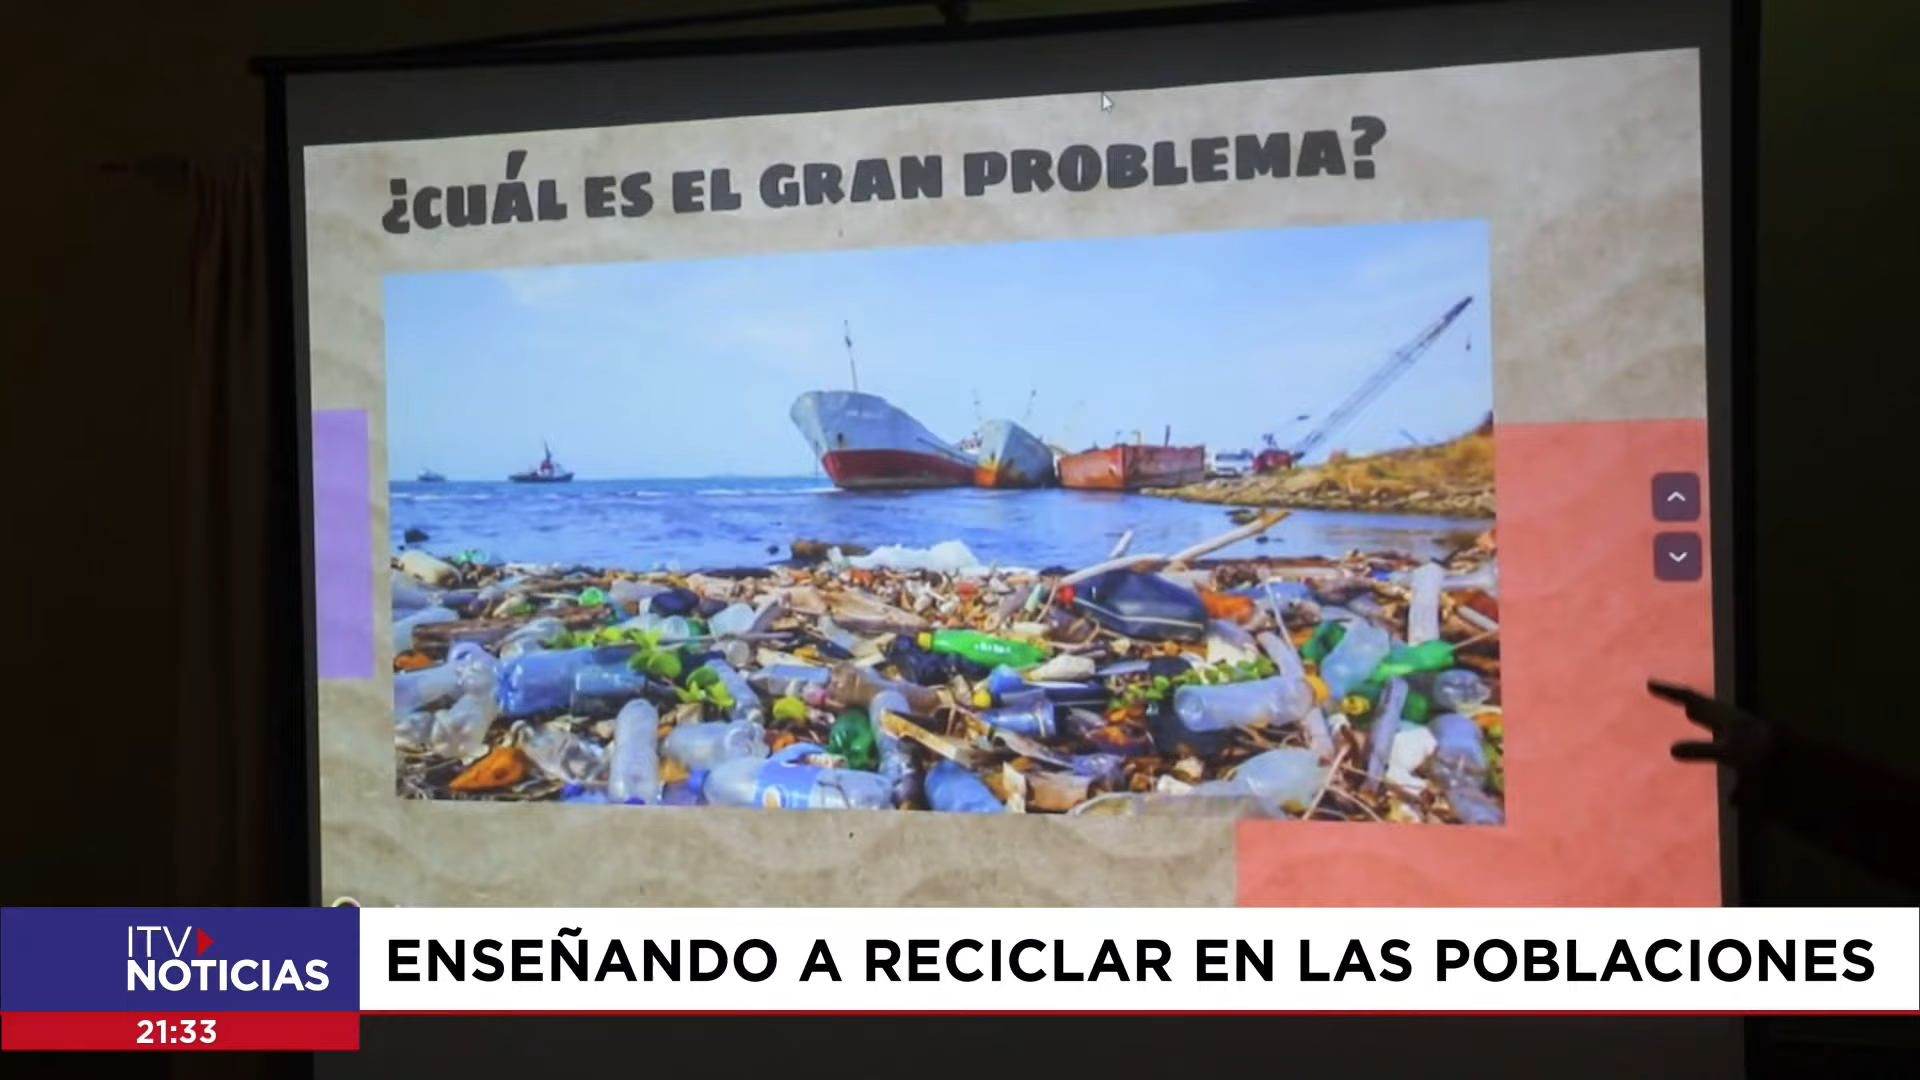 ¿CUÁL ES EL GRAN PROBLEMA?
ITV
NOTICIAS
ENSEÑANDO A RECICLAR EN LAS POBLACIONES
21:33